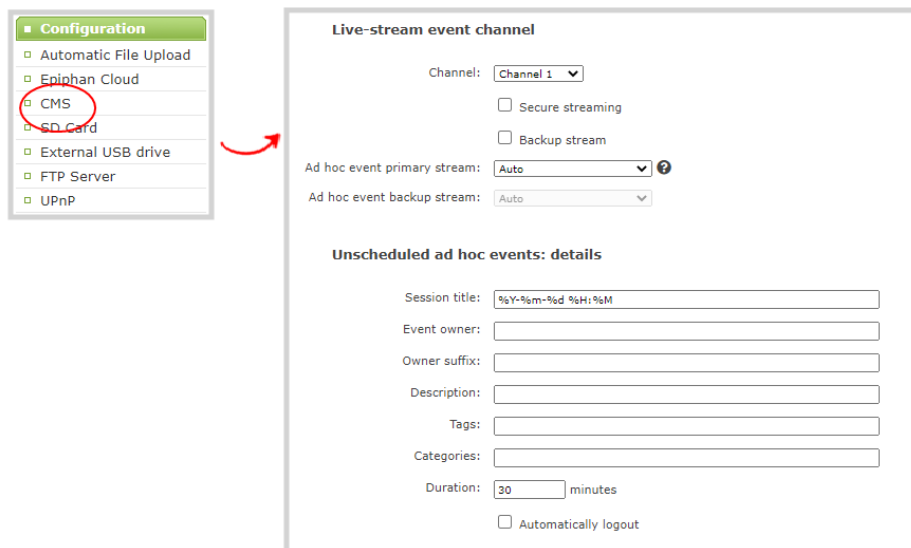 Configuration
Automatic File Upload
Epiphan Cloud
CMS
SD Card
External USB drive
FTP Server
UPnP
Live-stream event channel
Channel: Channel 1
Secure streaming
Backup stream
Ad hoc event primary stream: Auto ?
Ad hoc event backup stream: Auto
Unscheduled ad hoc events: details
Session title: %Y-%m-%d %H:%M
Event owner:
Owner suffix:
Description:
Tags:
Categories:
Duration: 30 minutes
Automatically logout